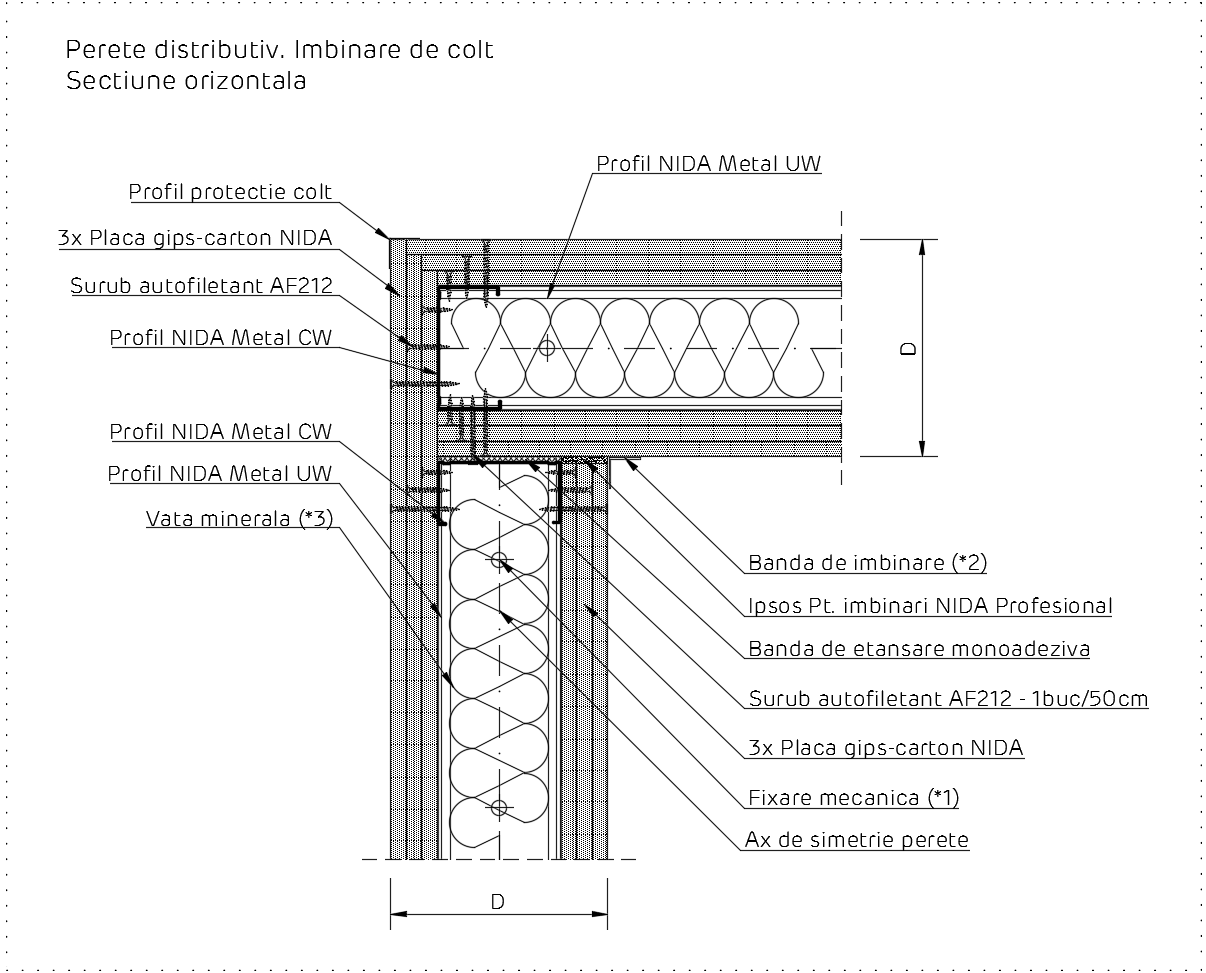 Perete distributiv. Imbinare de colt
Sectiune orizontala
Profil NIDA Metal UW
Profil protectie colt
3x Placa gips-carton NIDA
Surub autofiletant AF212
Profil NIDA Metal CW
D
Profil NIDA Metal CW
Profil NIDA Metal UW
Vata minerala (*3)
Banda de imbinare (*2)
Ipsos Pt. imbinari NIDA Profesional
Banda de etansare monoadeziva
Surub autofiletant AF212 - 1buc/50cm
3x Placa gips-carton NIDA
Fixare mecanica (*1)
Ax de simetrie perete
D